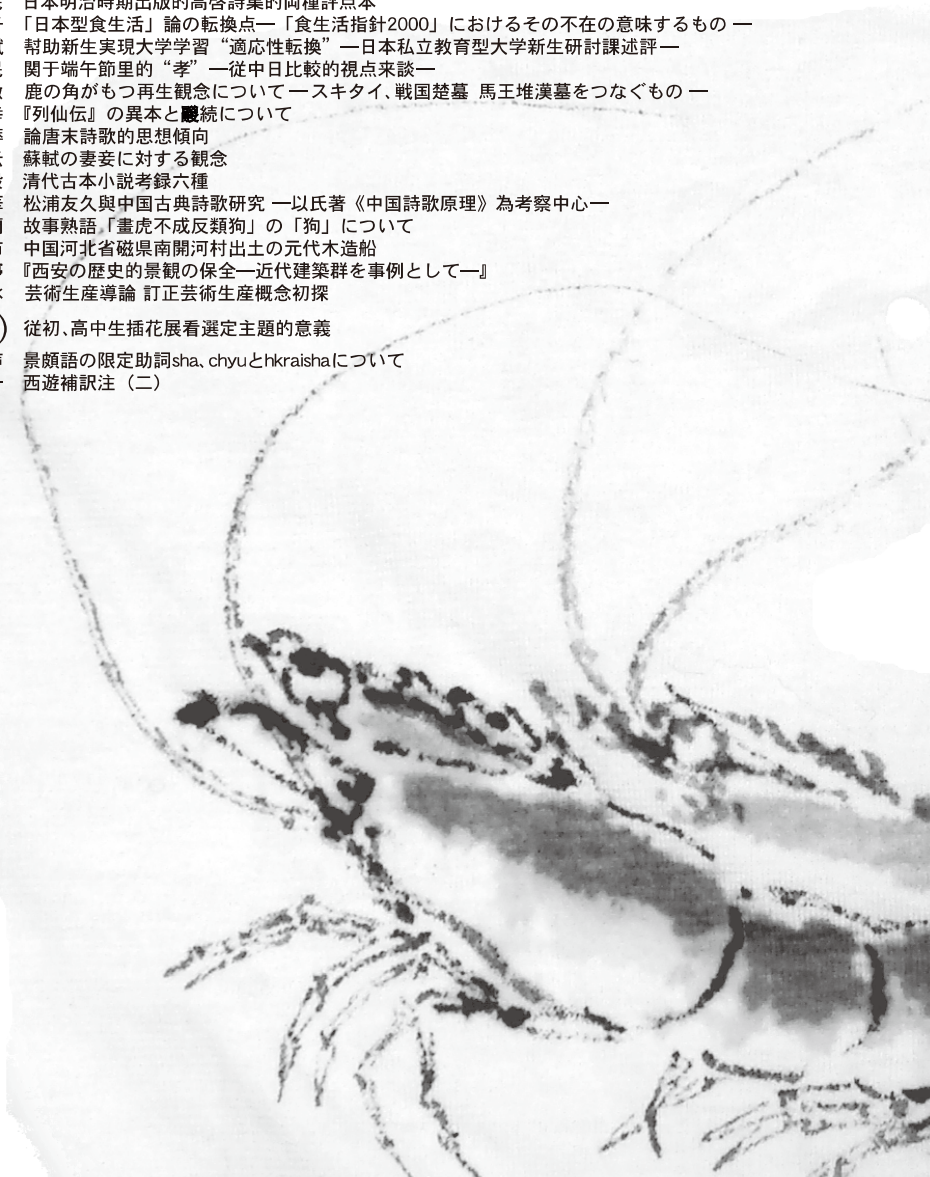 日本明治時期出版的高啓詩集的両種評点本
「日本型食生活」論の転換点―「食生活指針2000」におけるその不在の意味するもの ―
幇助新生実現大学学習“適応性転換”―日本私立教育型大学新生研討課述評―
関于端午節里的“孝”―従中日比較的視点来談―
鹿の角がもつ再生観念について ―スキタイ、戦国楚墓 馬王堆漢墓をつなぐもの ―
『列仙伝』の異本と 続について
論唐末詩歌的思想傾向
蘇軾の妻妾に対する観念
清代古本小説考録六種
松浦友久與中国古典詩歌研究 ―以氏著《中国詩歌原理》為考察中心―
故事熟語「畫虎不成反類狗」の「狗」について
中国河北省磁県南開河村出土の元代木造船
『西安の歴史的景観の保全―近代建築群を事例として―』
芸術生産導論 訂正芸術生産概念初探
従初、高中生插花展看選定主題的意義
景頗語の限定助詞sha、chyuとhkraishaについて
西遊補訳注（二）